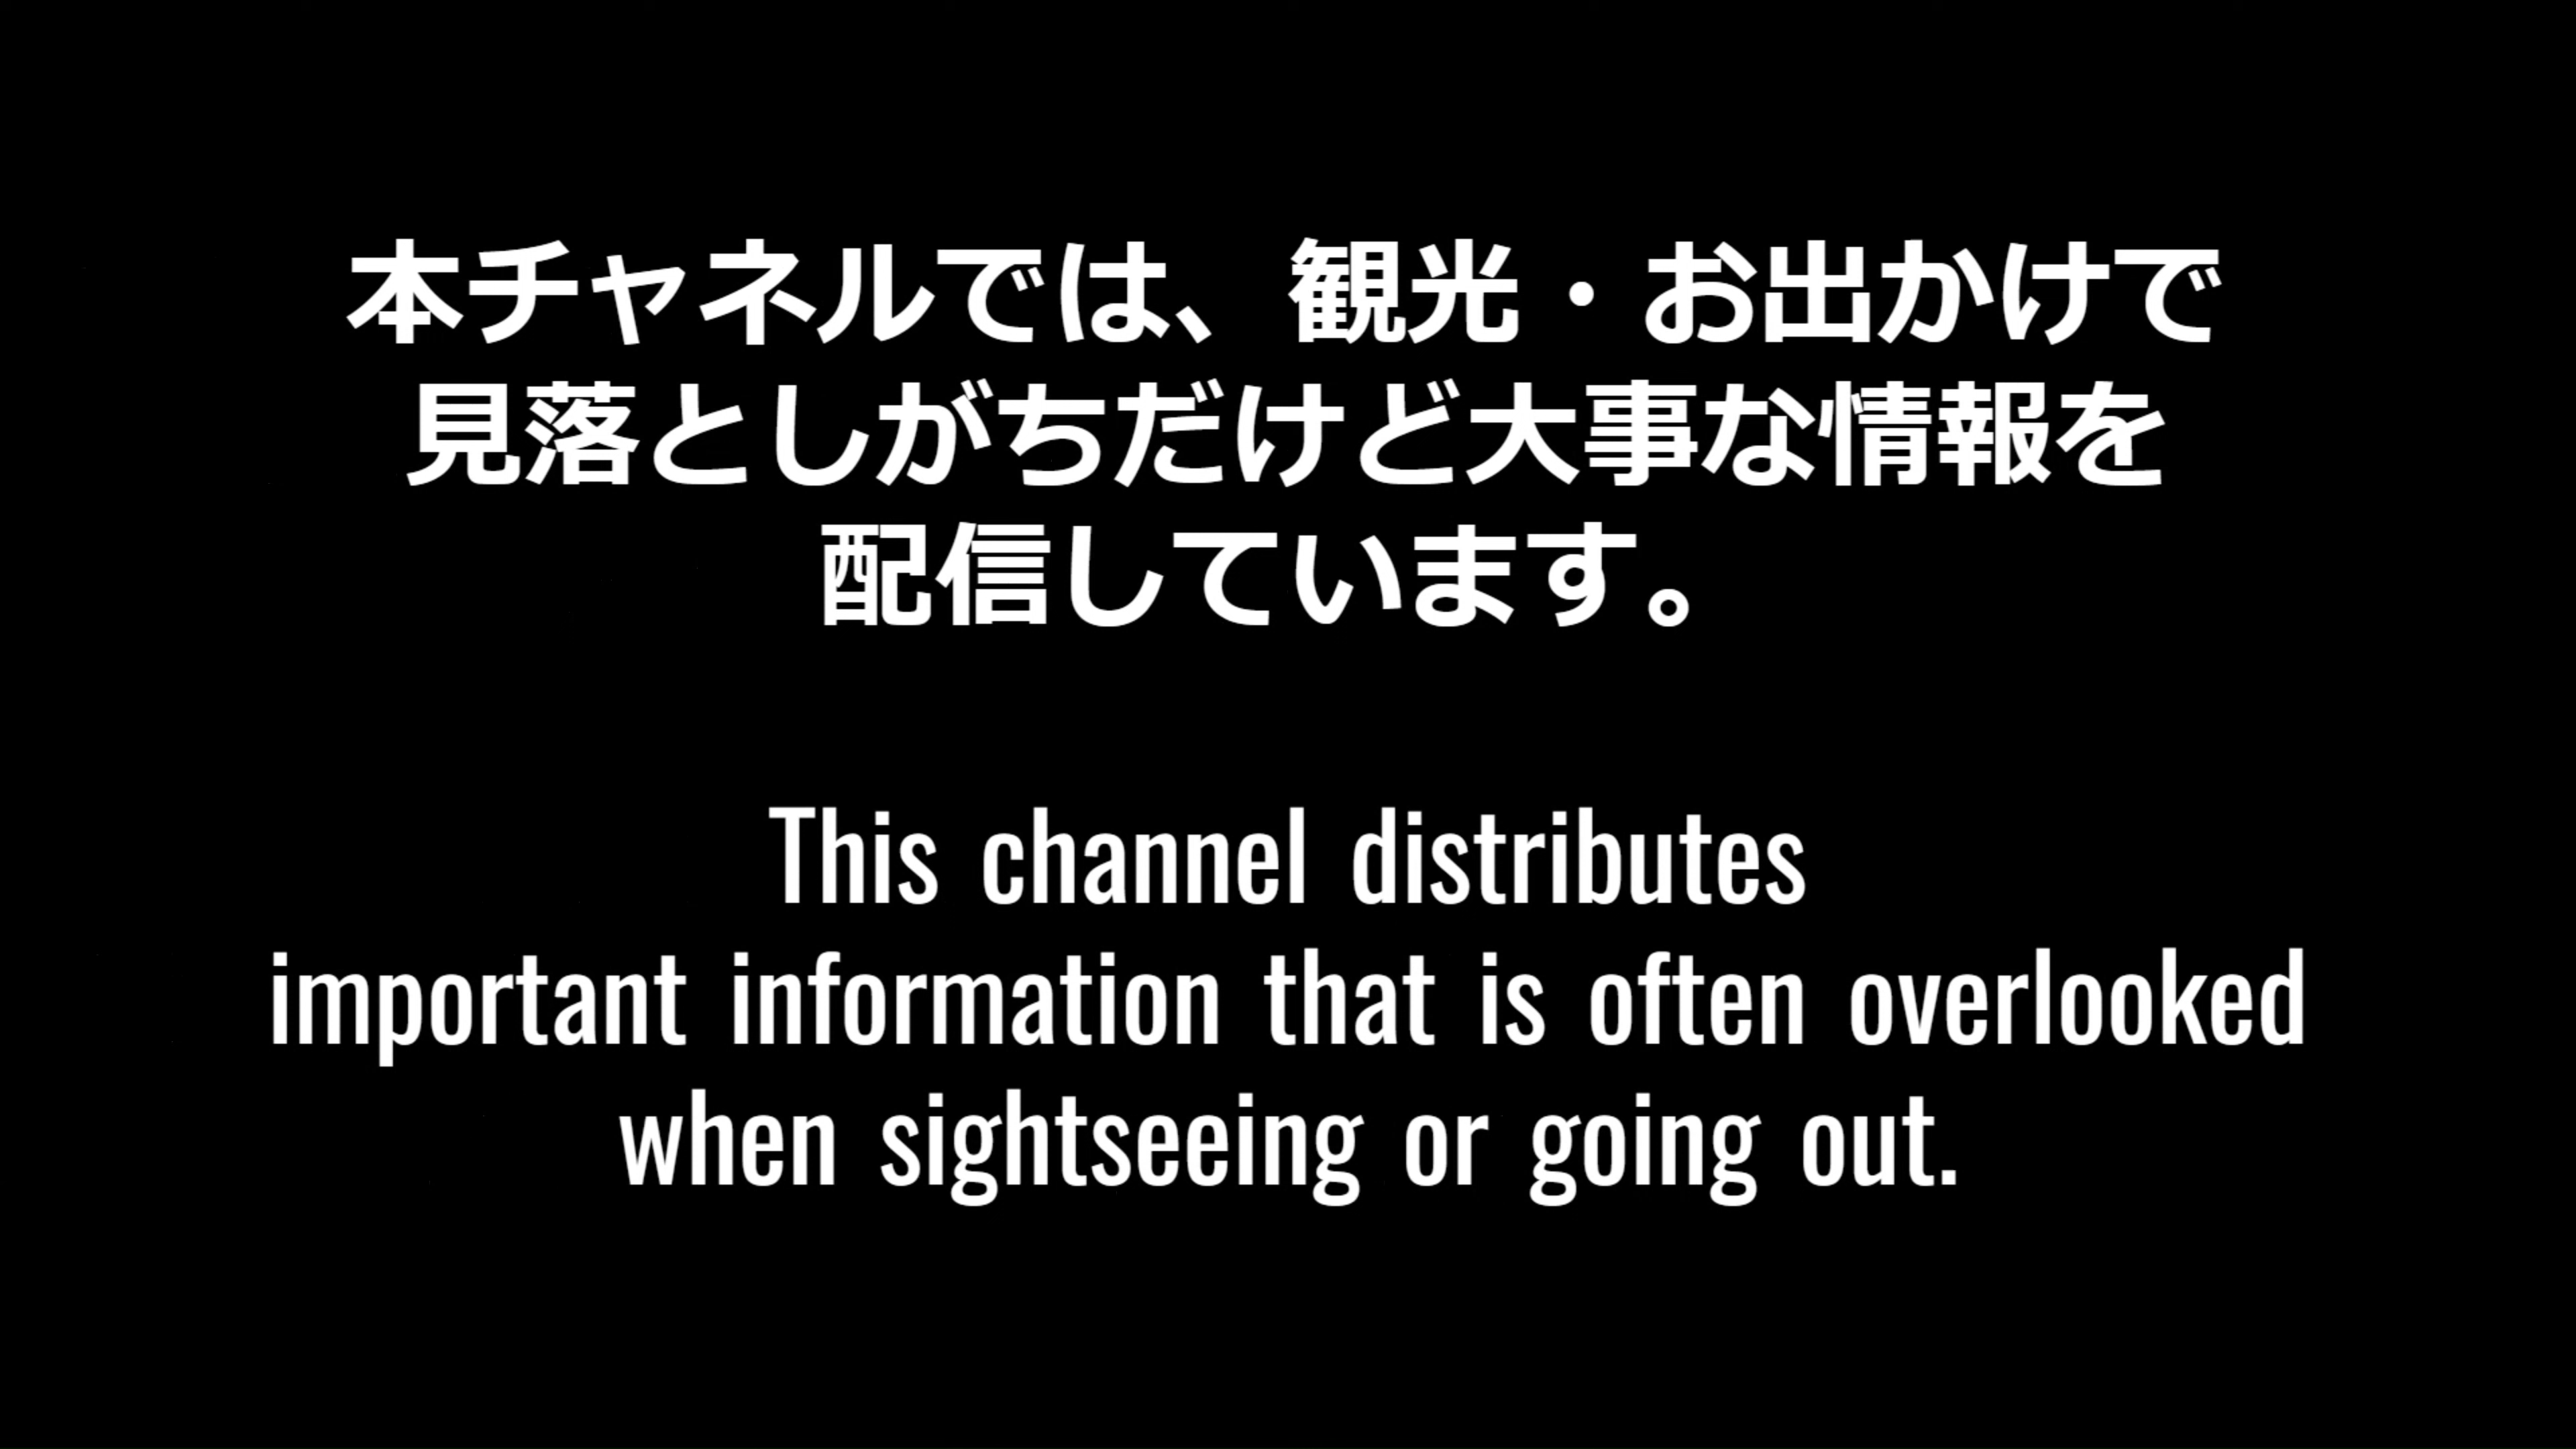 本チャネルでは、観光・お出かけで
見落としがちだけど大事な情報を
配信しています。
This channel distributes
important information that is often overlooked
when sightseeing or going out.